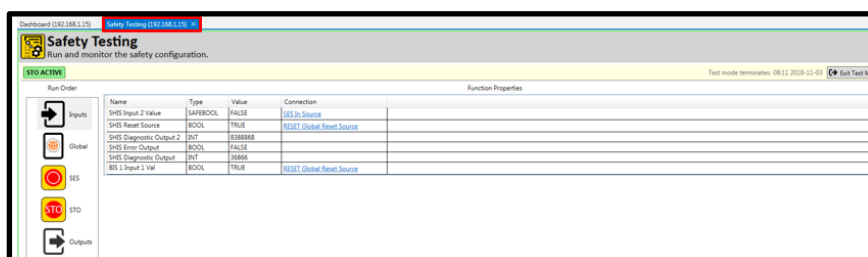 Dashboard (192.168.1.15) Safety Testing (192.168.1.15) ×
Safety Testing
Run and monitor the safety configuration.
STO ACTIVE Test mode terminates: 08:11 2018-11-03 Exit Test M
Run Order Function Properties
Name Type Value Connection
SHIS Input 2 Value SAFEBOOL FALSE SES In Source
SHIS Reset Source BOOL TRUE RESET Global Reset Source
SHIS Diagnostic Output 2 INT 8388868
SHIS Error Output BOOL FALSE
SHIS Diagnostic Output INT 36866
BIS 1 Input 1 Val BOOL TRUE RESET Global Reset Source
Inputs
Global
SES
STO STO
Outputs